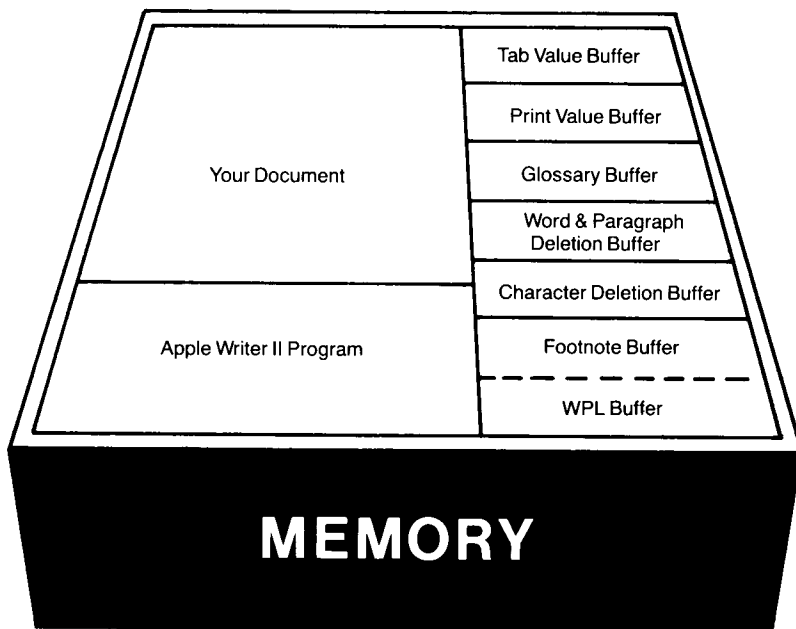 Your Document
Apple Writer II Program
Tab Value Buffer
Print Value Buffer
Glossary Buffer
Word & Paragraph
Deletion Buffer
Character Deletion Buffer
Footnote Buffer
WPL Buffer
MEMORY